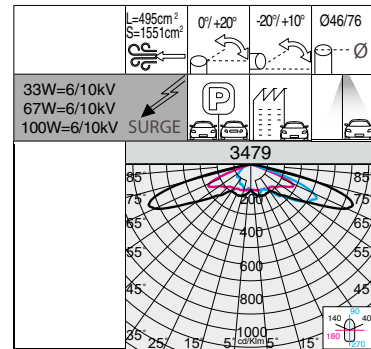 L=495cm²
S=1551cm²
0°/+20°
-20°/+10°
Ø46/76
Ø
33W=6/10kV
67W=6/10kV
100W=6/10kV
SURGE
P
3479
85° 85°
75° 75°
200
65° 65°
400
55° 55°
600
45° 45°
800
1000
cd/Klm
35° 25° 15° 5° 5° 15°
90
140 40
180
270